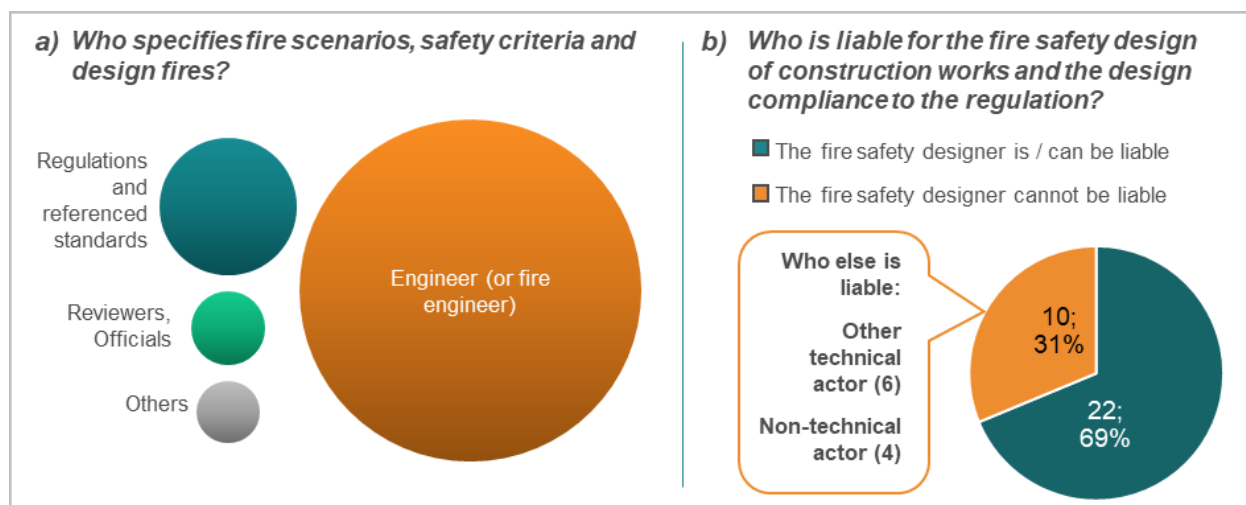 a) Who specifies fire scenarios, safety criteria and
design fires?
Regulations
and
referenced
standards
Reviewers,
Officials
Others
Engineer (or fire
engineer)
b) Who is liable for the fire safety design
of construction works and the design
compliance to the regulation?
The fire safety designer is / can be liable
The fire safety designer cannot be liable
Who else is
liable:
Other
technical
actor (6)
Non-technical
actor (4)
10;
31%
22;
69%